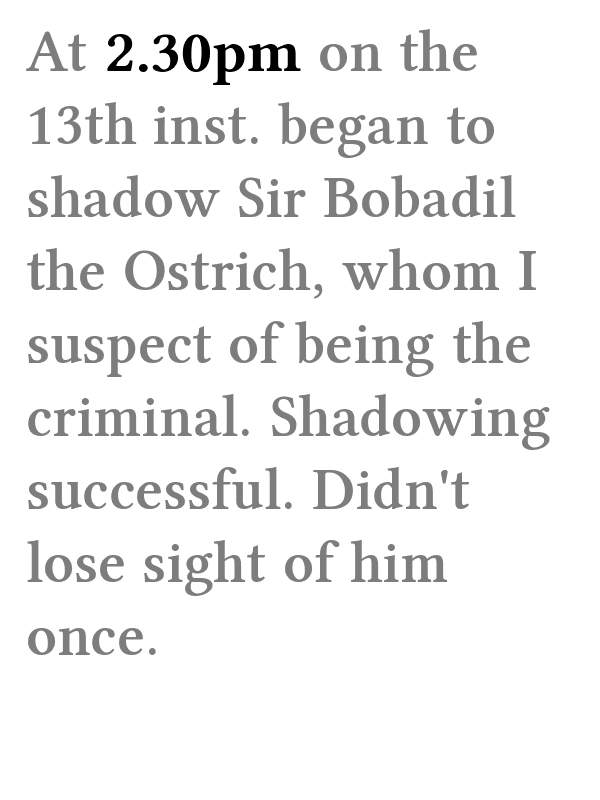 At 2.30pm on the
13th inst. began to
shadow Sir Bobadil
the Ostrich, whom I
suspect of being the
criminal. Shadowing
successful. Didn't
lose sight of him
once.